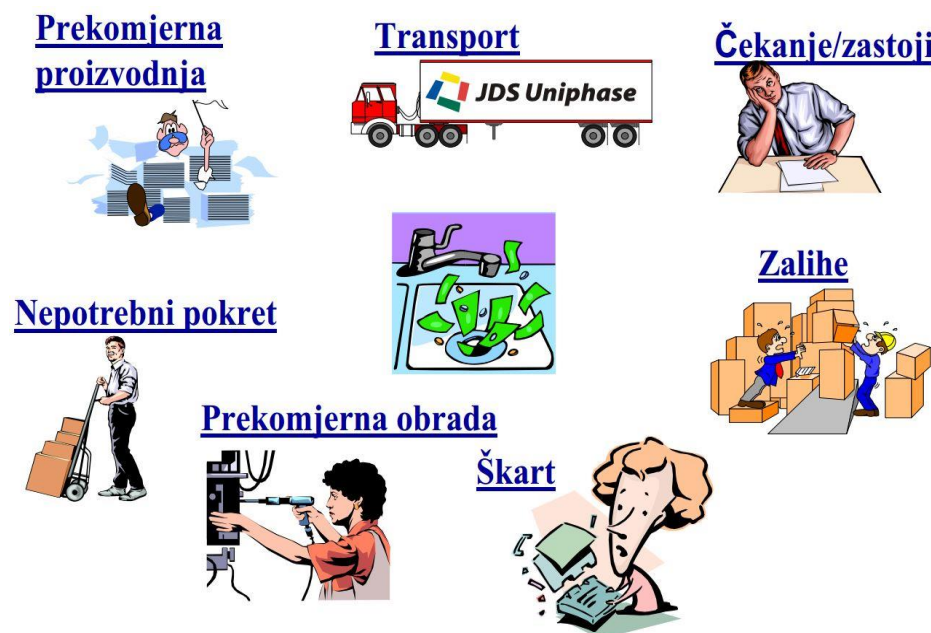 Prekomjerna
proizvodnja
Transport
JDS Uniphase
Čekanje/zastoji
Zalihe
Nepotrebni pokret
Prekomjerna obrada
Škart